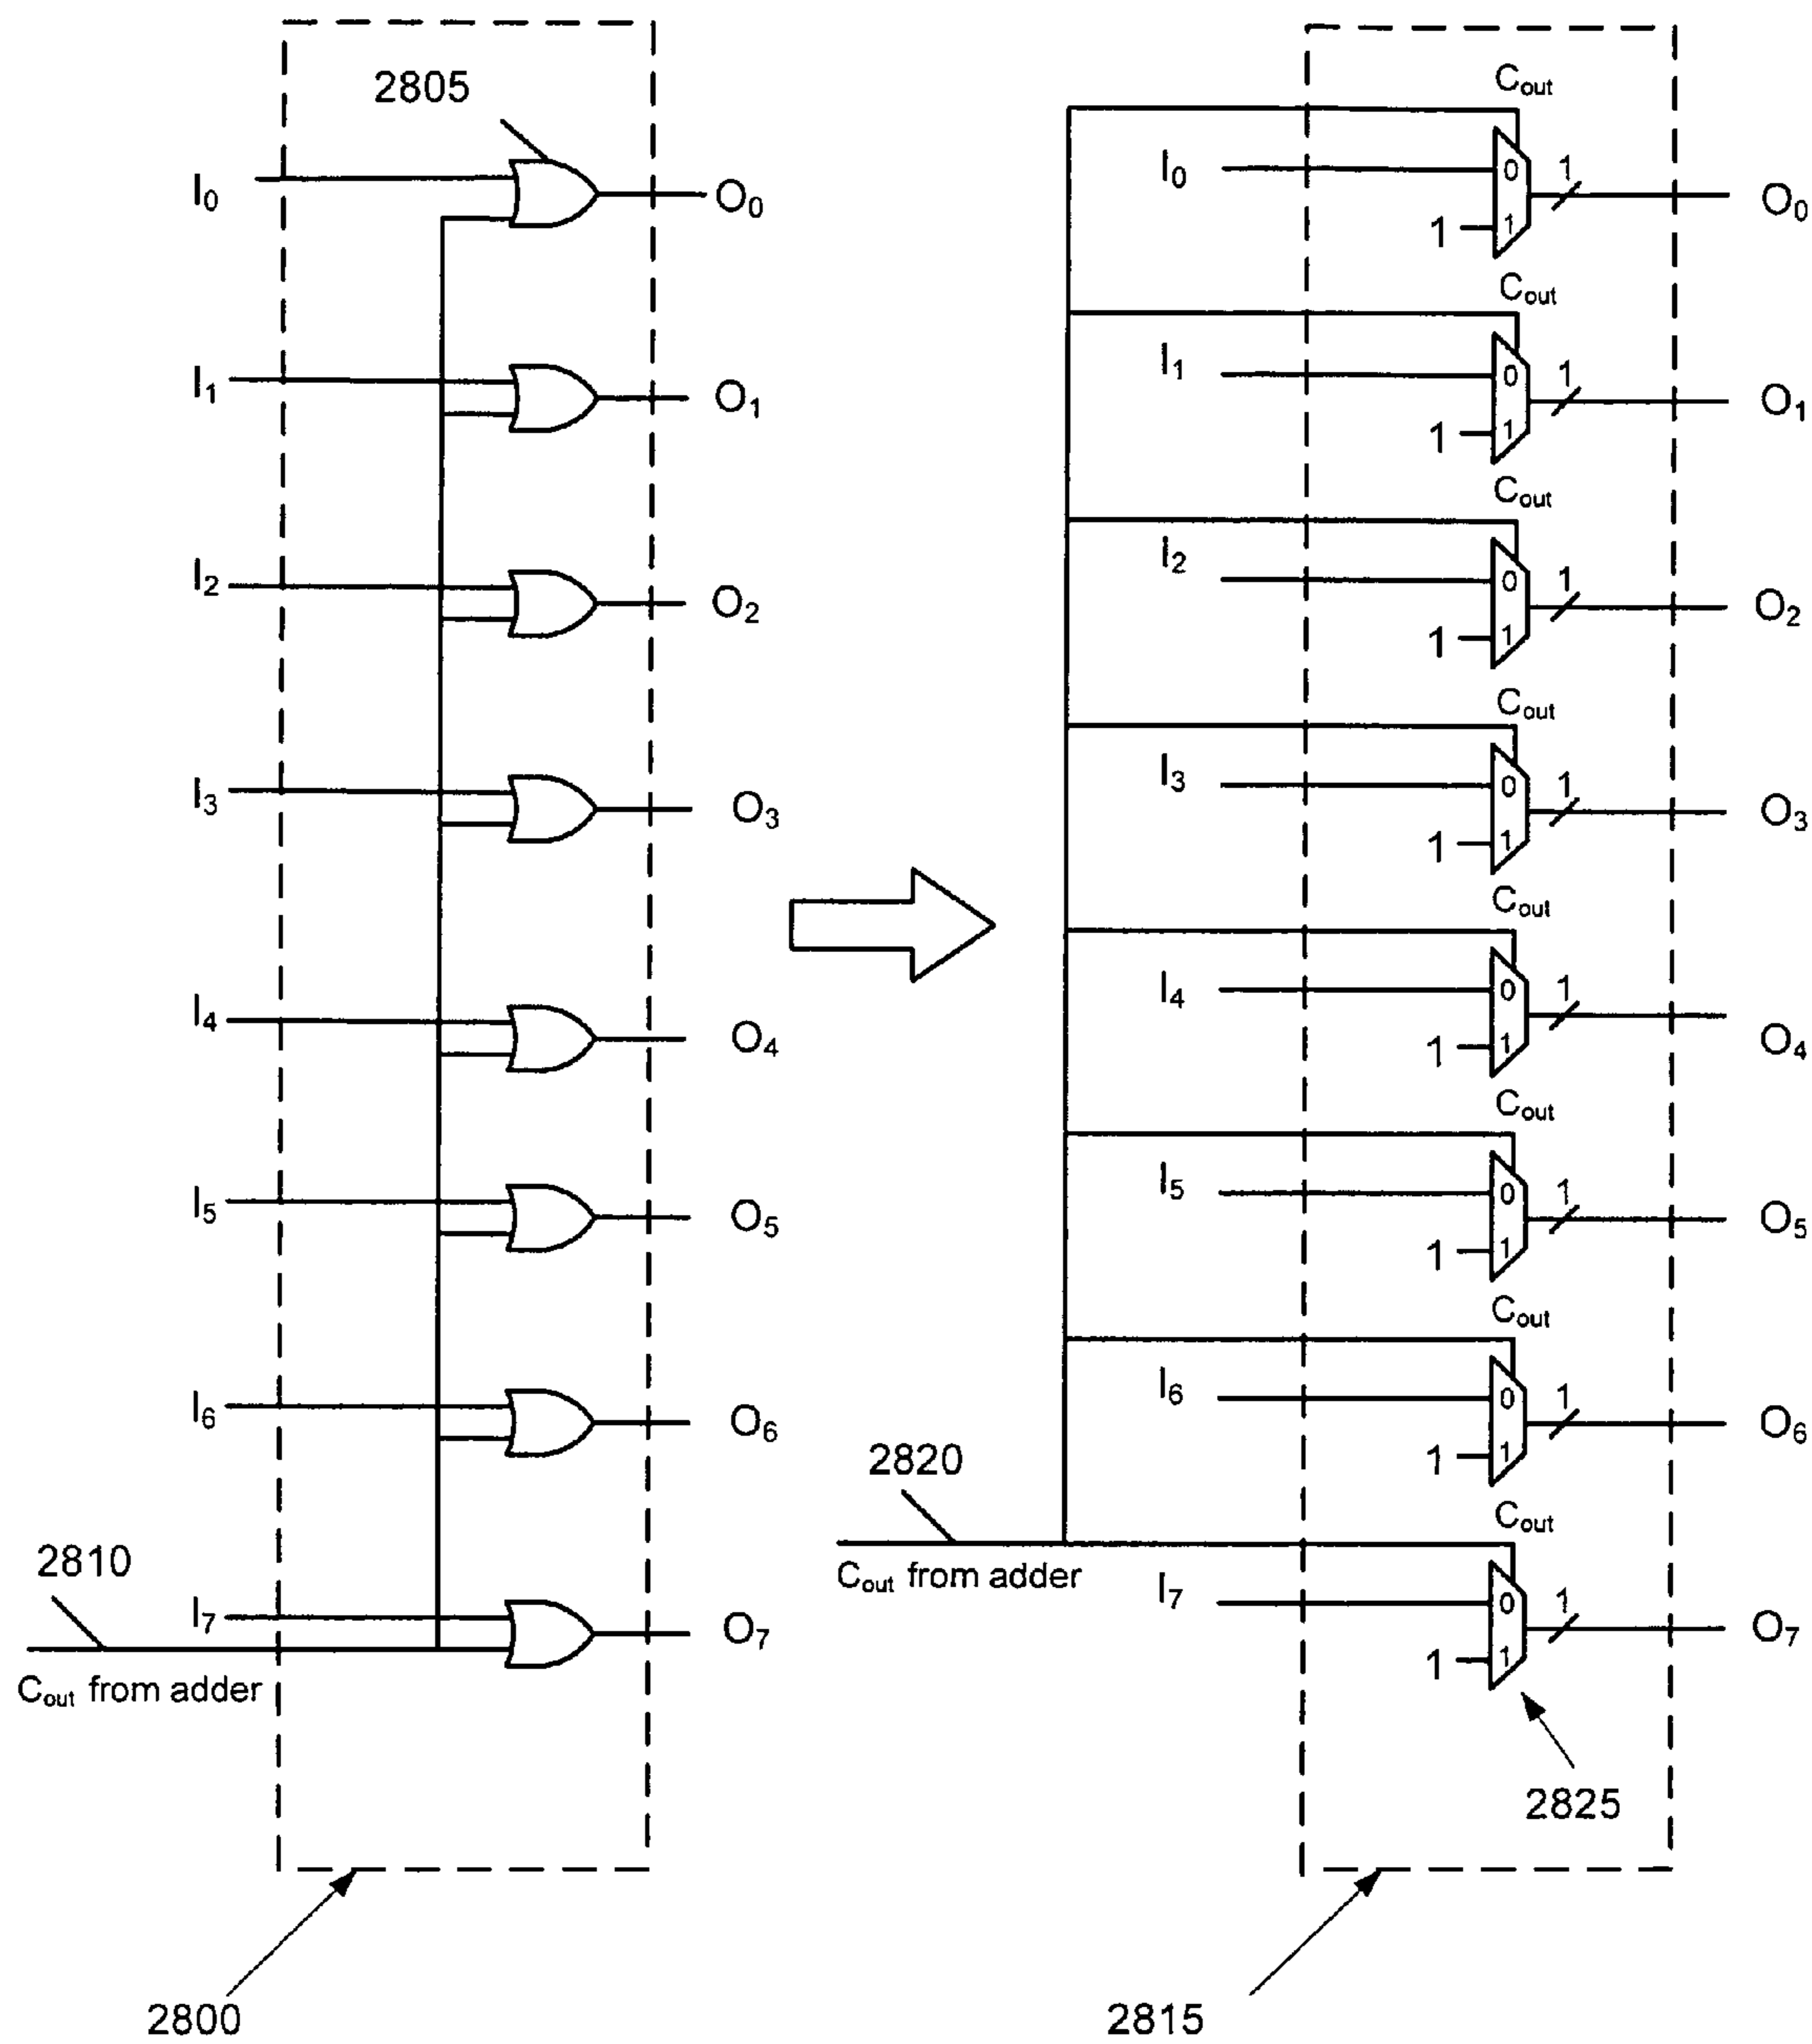 2805
I0
O0
I1
O1
I2
O2
I3
O3
I4
O4
I5
O5
I6
O6
2810
I7
O7
Cout from adder
2800
Cout
I0
0
1
1
1
O0
Cout
I1
0
1
1
1
O1
Cout
I2
0
1
1
1
O2
Cout
I3
0
1
1
1
O3
Cout
I4
0
1
1
1
O4
Cout
I5
0
1
1
1
O5
Cout
I6
0
1
1
1
O6
2820
Cout
Cout from adder
I7
0
1
1
1
O7
2825
2815